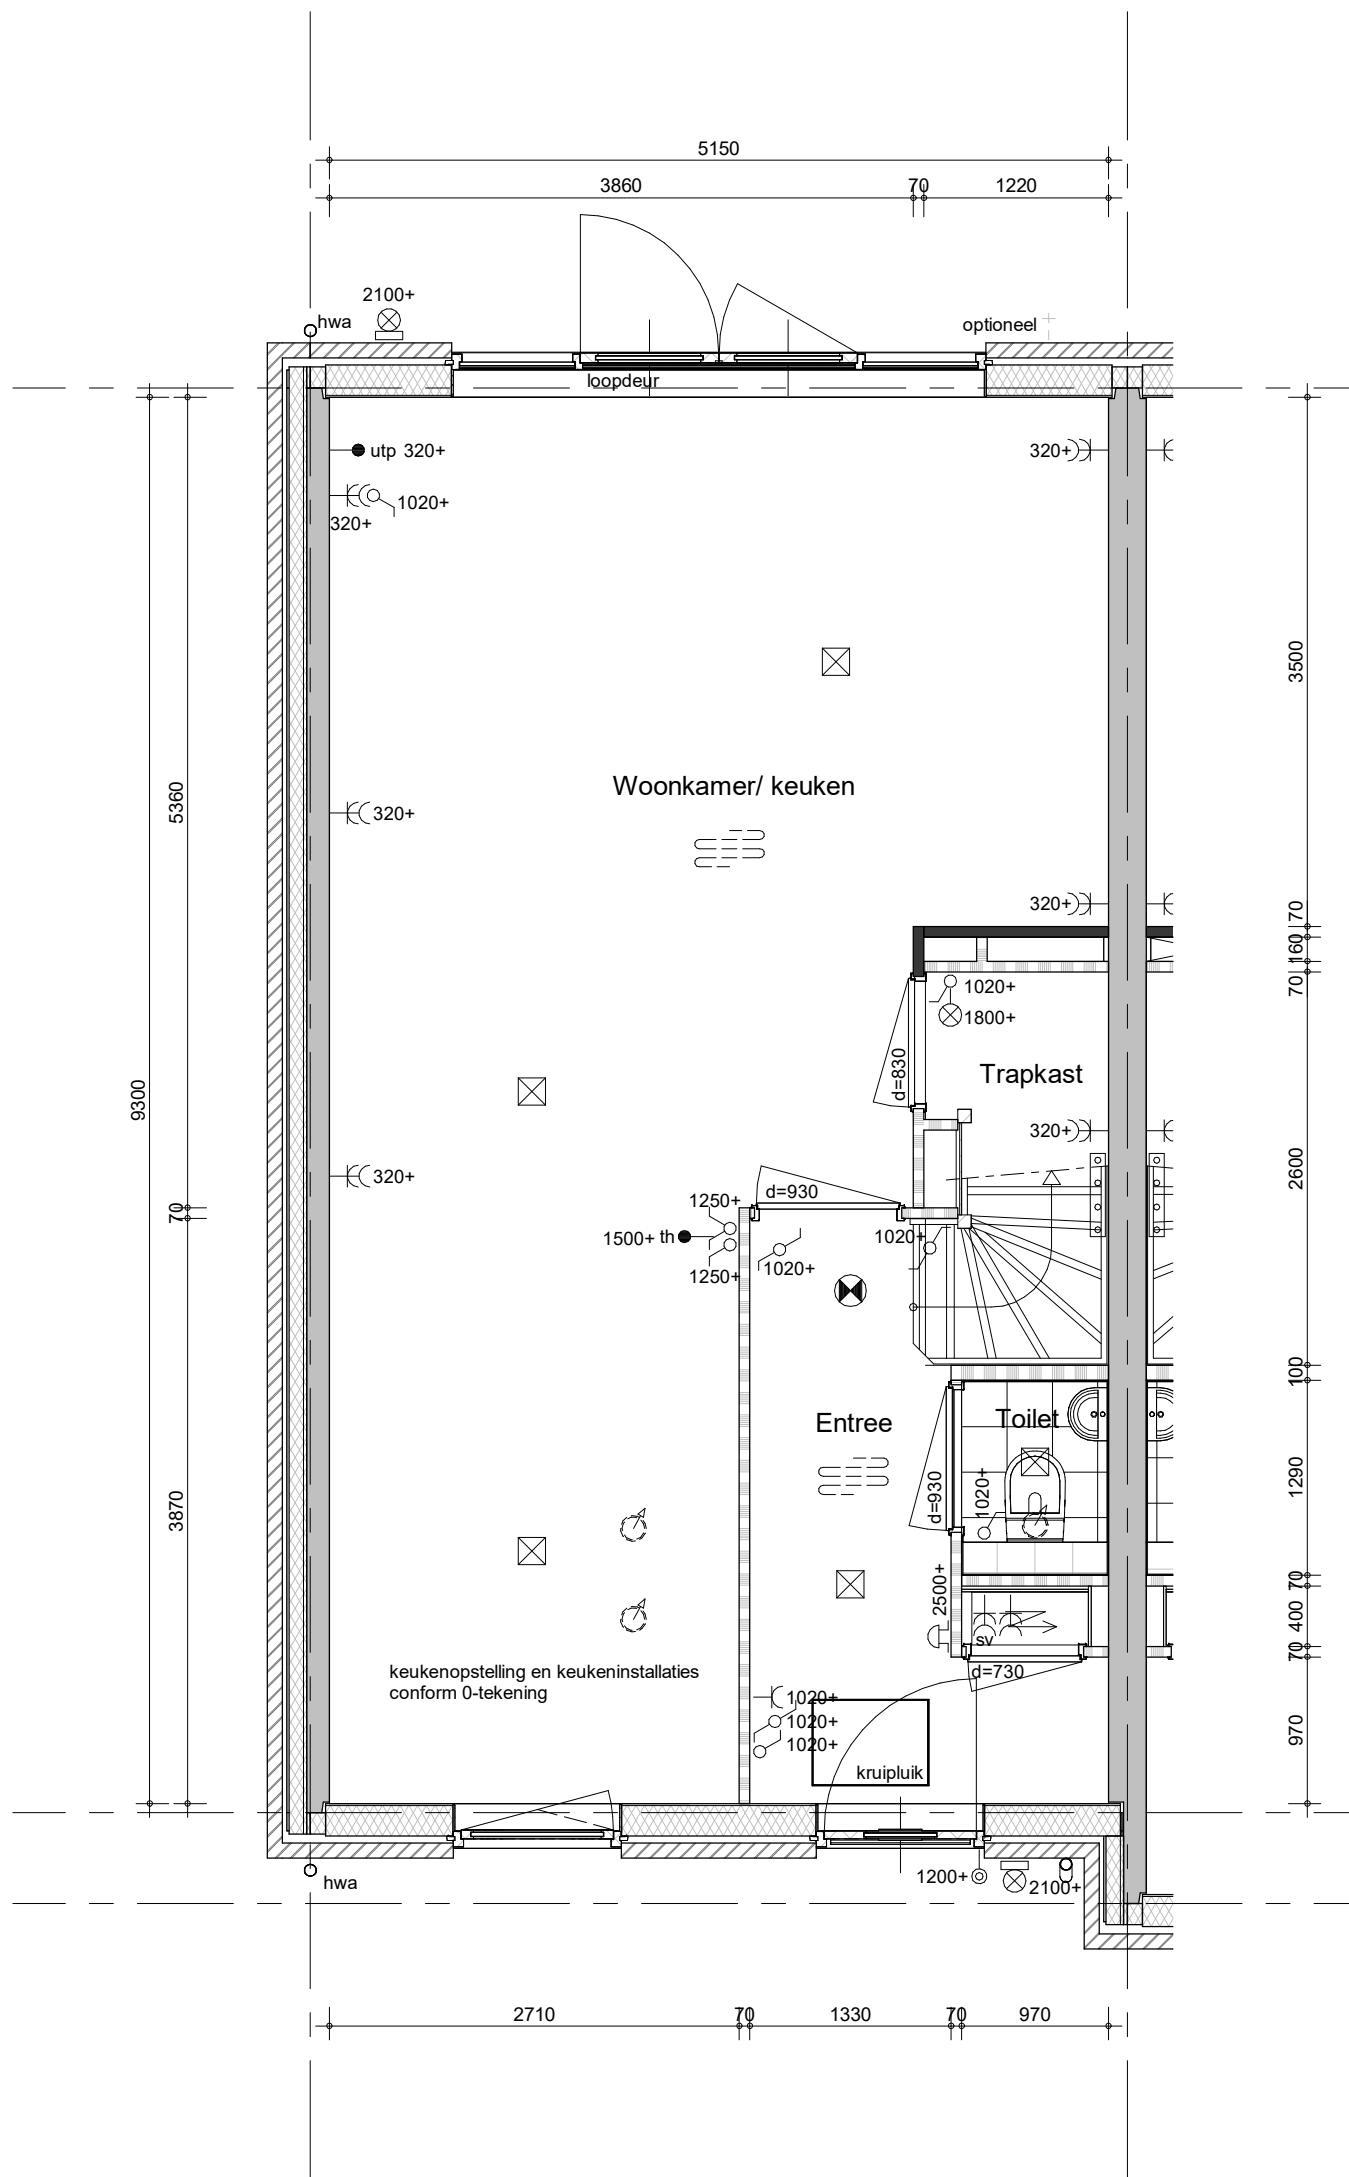 5150
3860
70
1220
2100+
hwa
optioneel
loopdeur
utp 320+
320+
1020+
320+
3500
5360
Woonkamer/ keuken
320+
320+
70
160
70
1020+
1800+
d=830
Trapkast
9300
320+
2600
320+
d=930
1250+
70
1500+ th
1020+
1250+
1020+
100
Toilet
Entree
1290
d=930
1020+
3870
70
2500+
400
sv
70
d=730
keukenopstelling en keukeninstallaties
conform 0-tekening
1020+
1020+
1020+
970
kruipluik
hwa
1200+
2100+
2710
70
1330
70
970